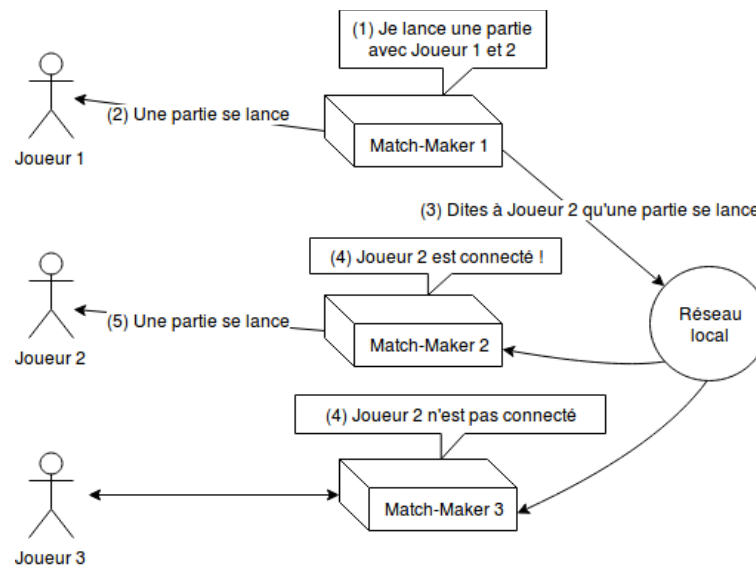 (1) Je lance une partie
avec Joueur 1 et 2
(2) Une partie se lance
Match-Maker 1
Joueur 1
(3) Dites à Joueur 2 qu'une partie se lance
(4) Joueur 2 est connecté !
(5) Une partie se lance
Match-Maker 2
Réseau
local
Joueur 2
(4) Joueur 2 n'est pas connecté
Match-Maker 3
Joueur 3